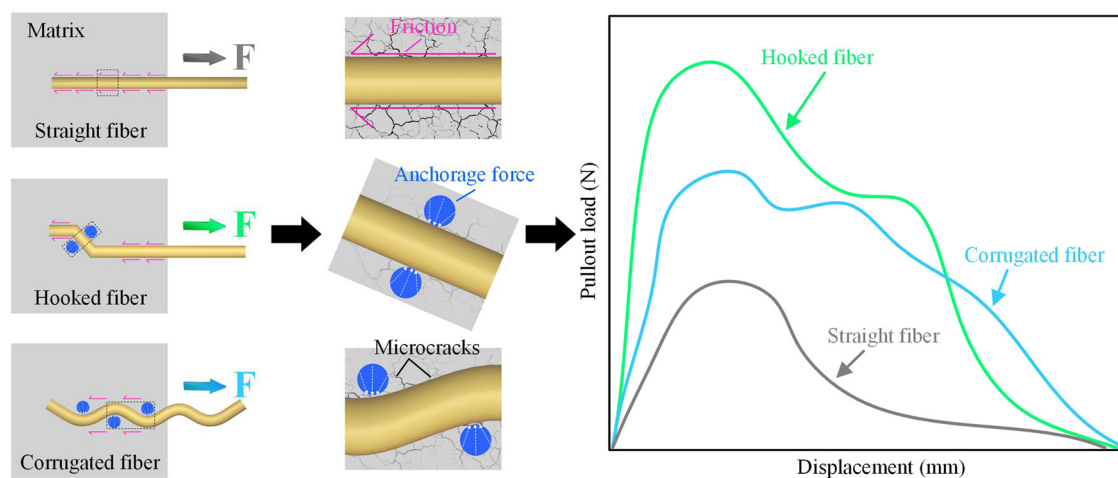 Matrix
F
Straight fiber
F
Hooked fiber
F
Corrugated fiber
Friction
Anchorage force
Microcracks
Pullout load (N)
Hooked fiber
Corrugated fiber
Straight fiber
Displacement (mm)